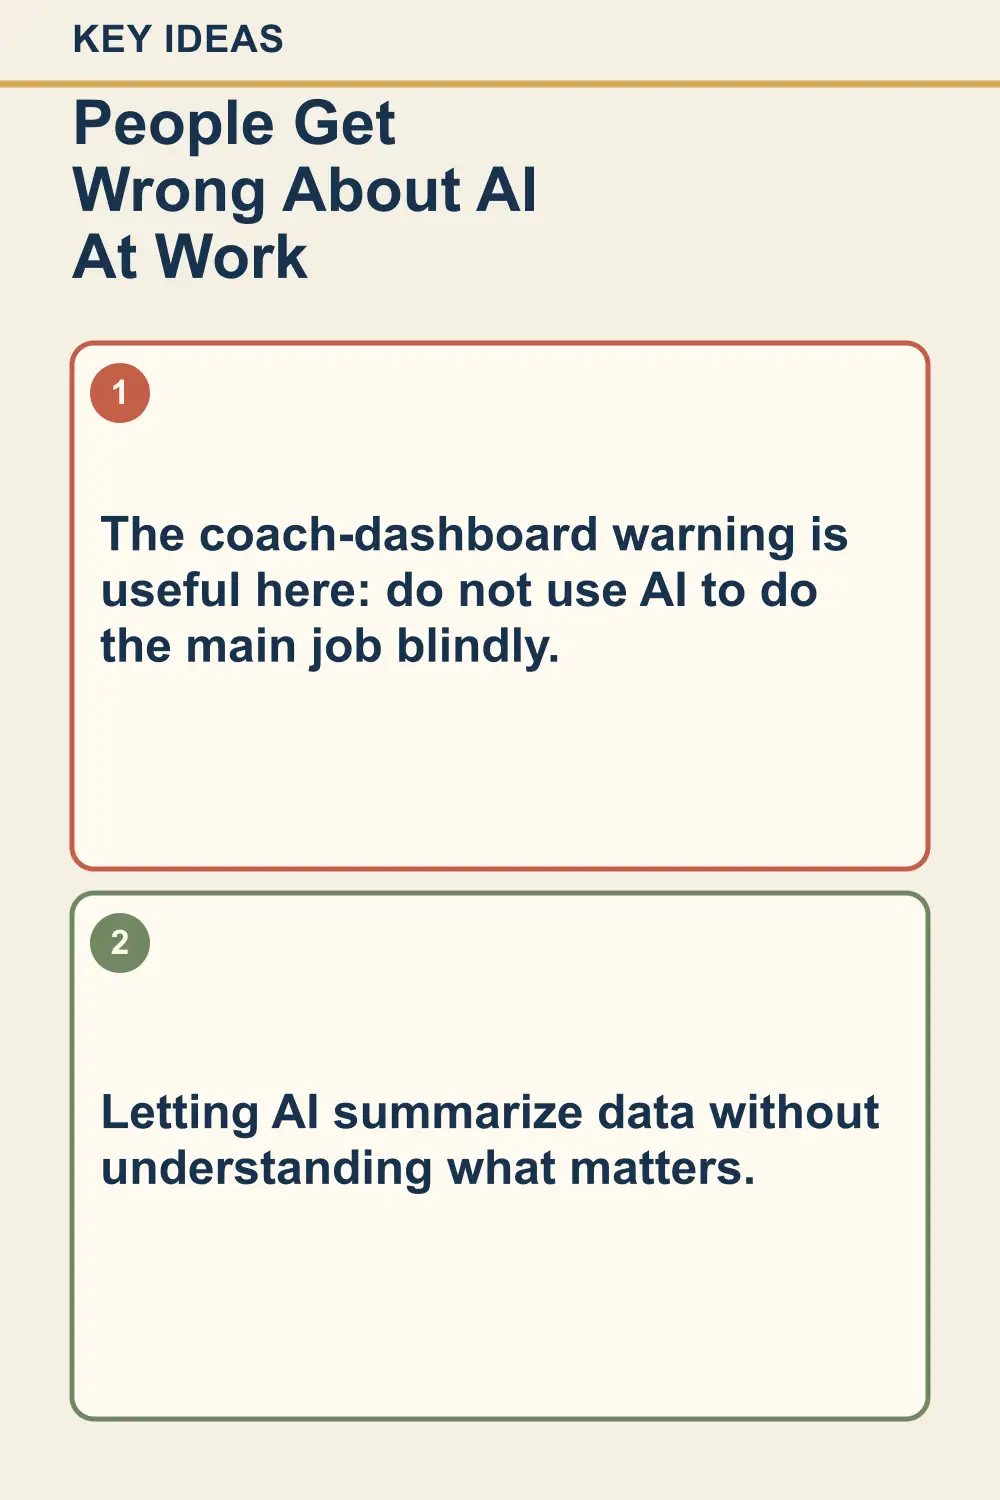 KEY IDEAS
People Get
Wrong About AI
At Work
1
The coach-dashboard warning is
useful here: do not use AI to do
the main job blindly.
2
Letting AI summarize data without
understanding what matters.